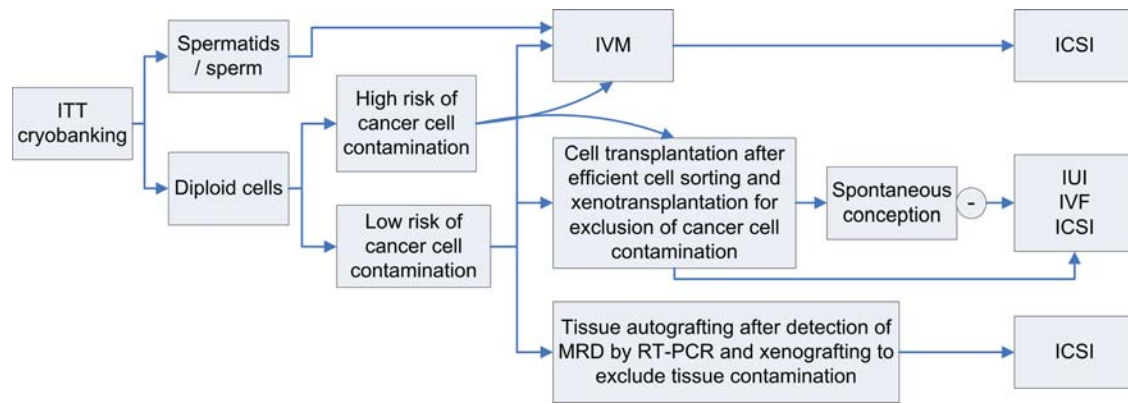 ITT
cryobanking
Spermatids
/ sperm
Diploid cells
High risk of
cancer cell
contamination
Low risk of
cancer cell
contamination
IVM
ICSI
Cell transplantation after
efficient cell sorting and
xenotransplantation for
exclusion of cancer cell
contamination
Spontaneous
conception
-
IUI
IVF
ICSI
Tissue autografting after detection of
MRD by RT-PCR and xenografting to
exclude tissue contamination
ICSI